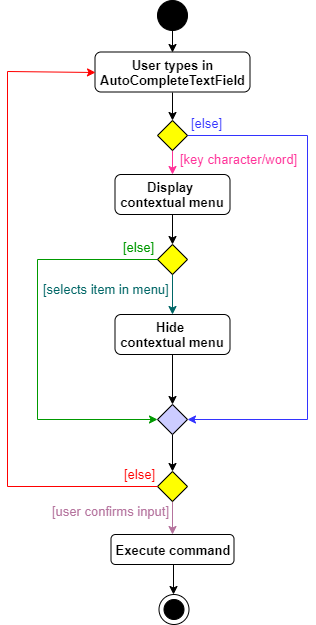 User types in
AutoCompleteTextField
[else]
[key character/word]
Display
contextual menu
[else]
[selects item in menu]
Hide
contextual menu
[else]
[user confirms input]
Execute command